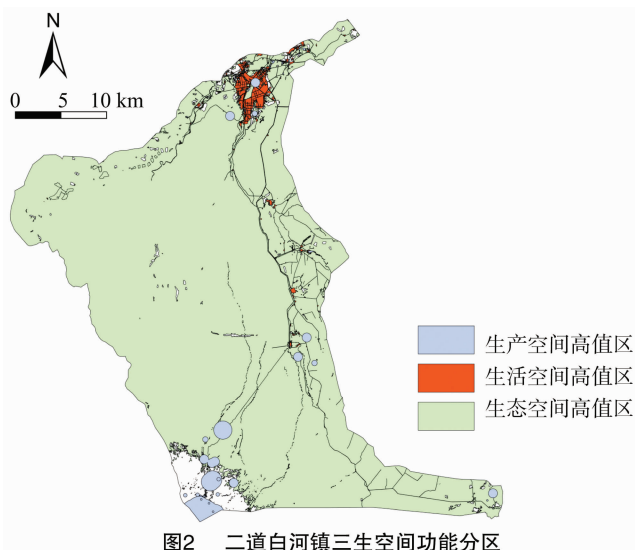 N
0 5 10 km
生产空间高值区
生活空间高值区
生态空间高值区
图2 二道白河镇三生空间功能分区